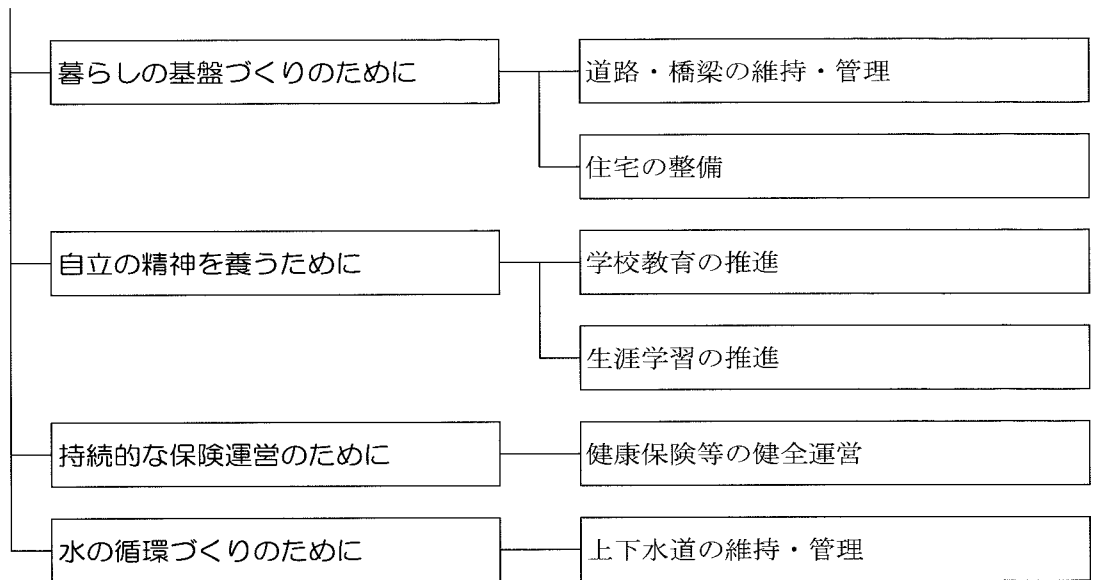 暮らしの基盤づくりのために
道路・橋梁の維持・管理
住宅の整備
自立の精神を養うために
学校教育の推進
生涯学習の推進
持続的な保険運営のために
健康保険等の健全運営
水の循環づくりのために
上下水道の維持・管理